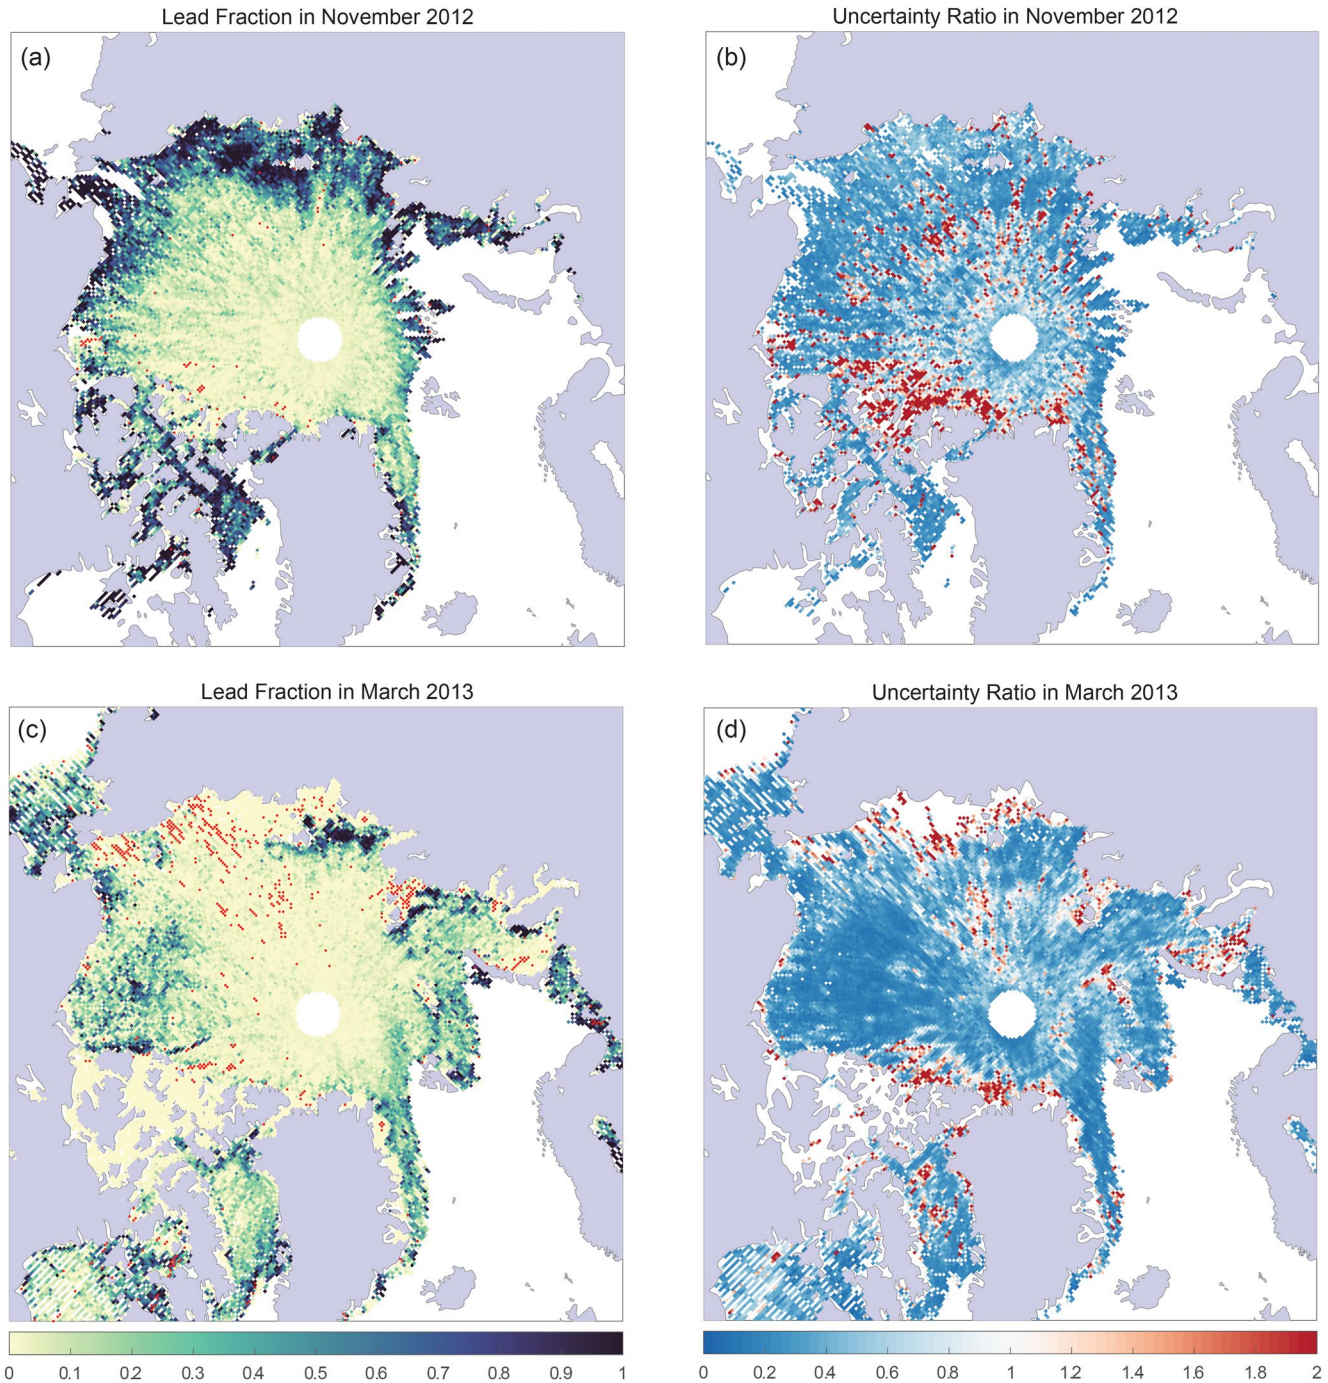 Lead Fraction in November 2012
Uncertainty Ratio in November 2012
(a)
(b)
Lead Fraction in March 2013
Uncertainty Ratio in March 2013
(c)
(d)
0 0.1 0.2 0.3 0.4 0.5 0.6 0.7 0.8 0.9 1
0 0.2 0.4 0.6 0.8 1 1.2 1.4 1.6 1.8 2